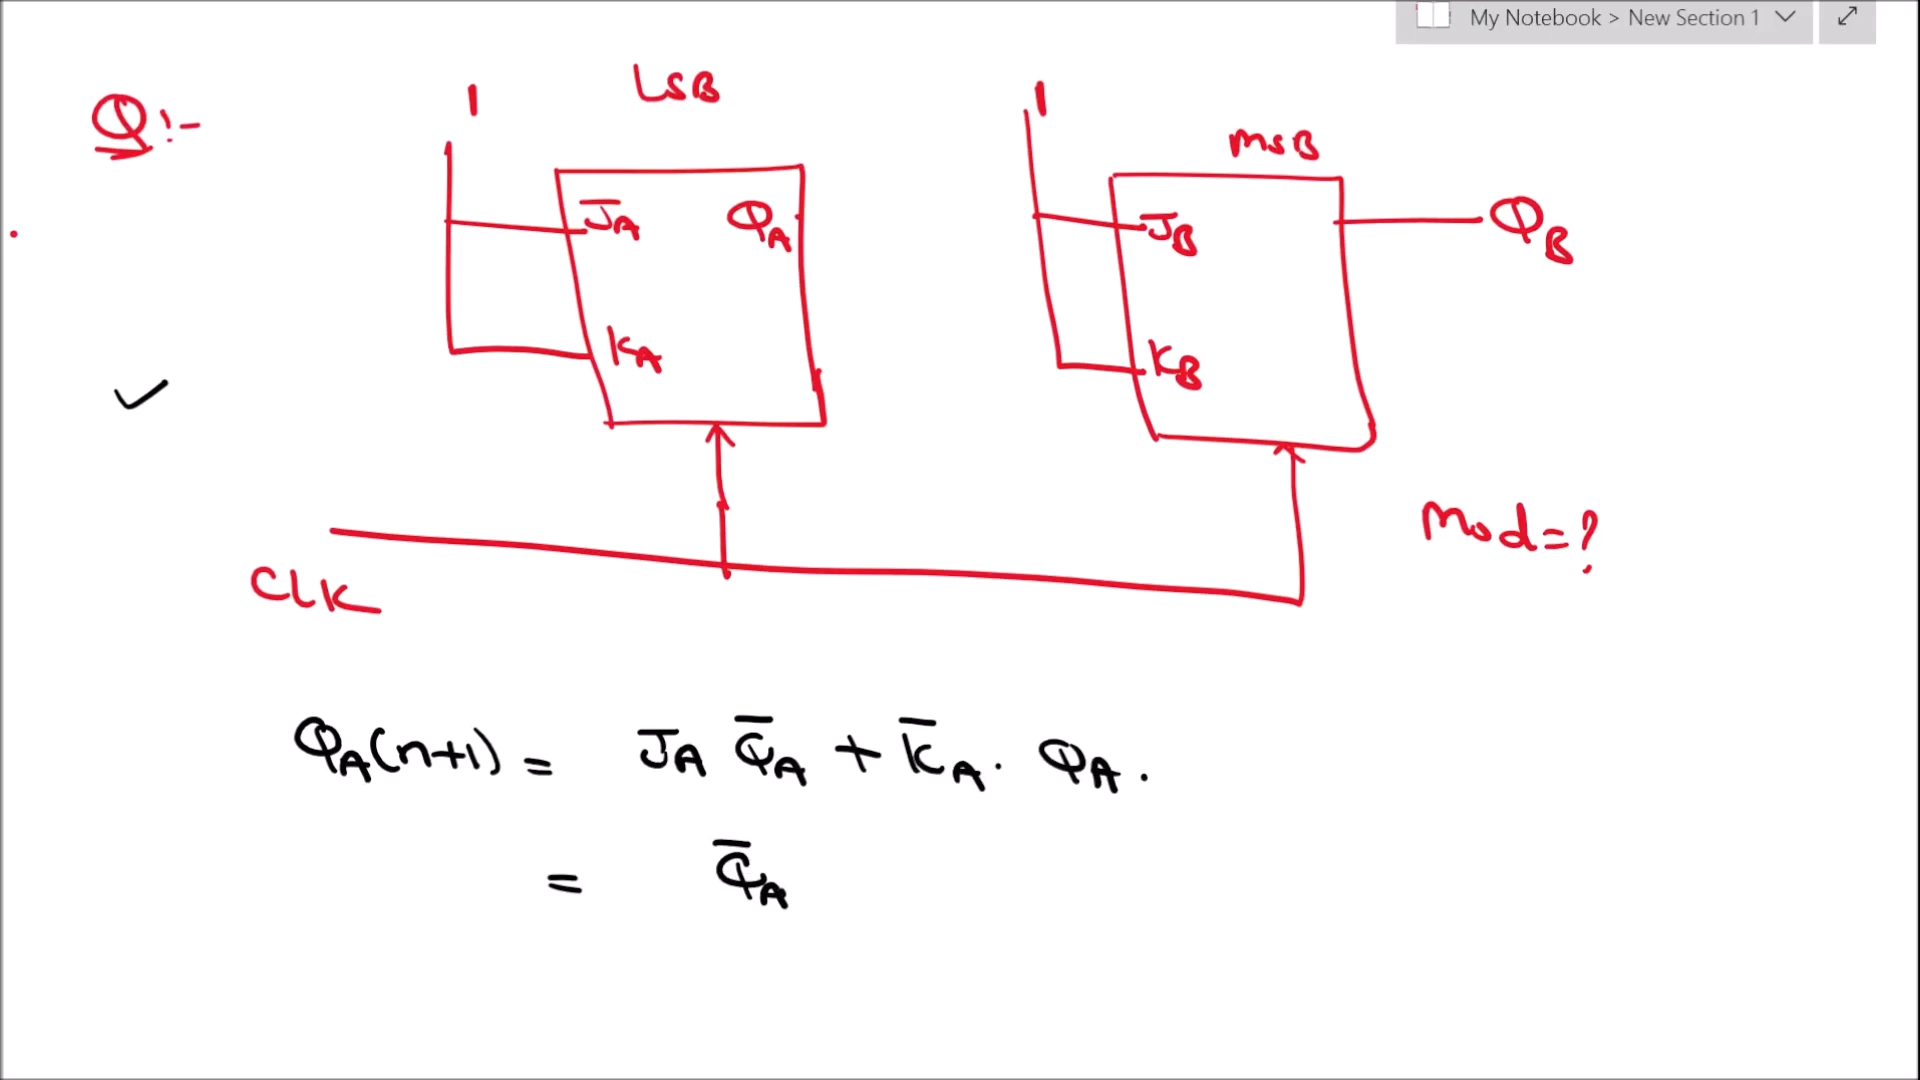 My Notebook > New Section 1
Q:-
1
LSB
1
MSB
JA
QA
JB
QB
KA
KB
Mod=?
CLK
QA(n+1) = JA Q̅A + K̅A. QA.
= Q̅A